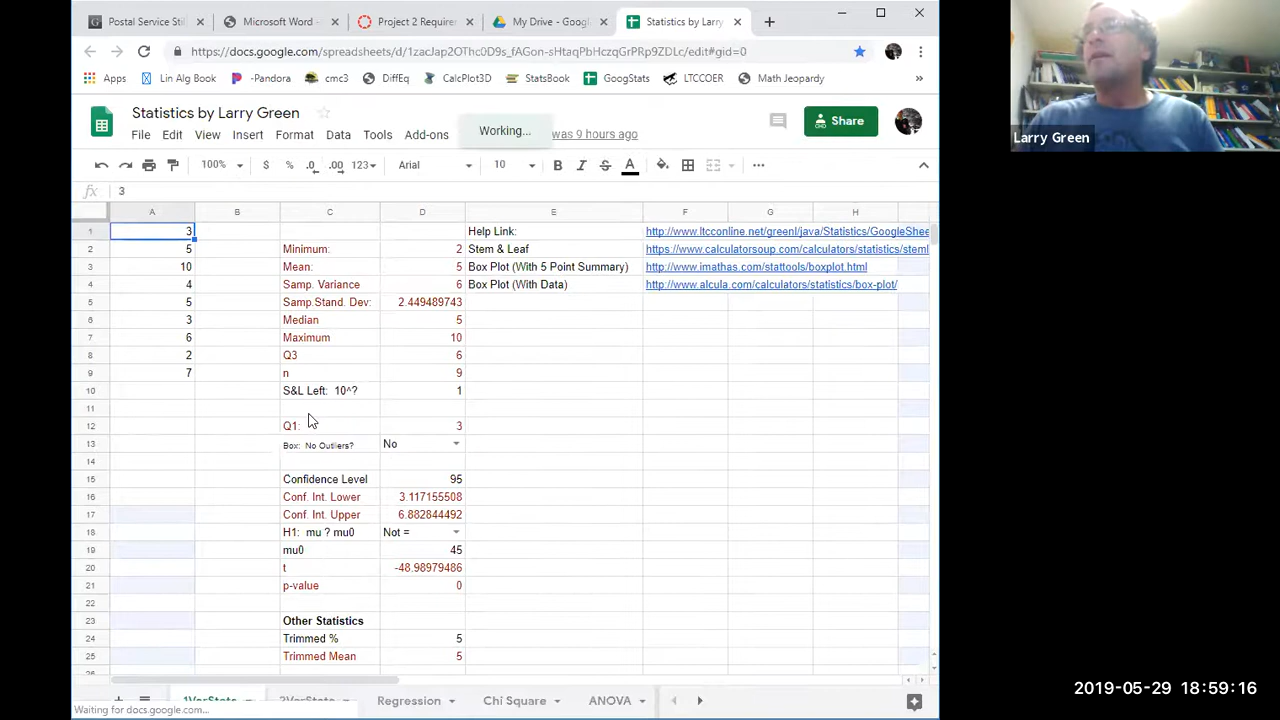 Postal Service Sti
Microsoft Word -
Project 2 Requirer
My Drive - Google
Statistics by Larry
https://docs.google.com/spreadsheets/d/1zacJap2OThc0D9s_fAGon-sHtaqPbHczqGrPRp9ZDLc/edit#gid=0
Apps
Lin Alg Book
-Pandora
cmc3
DiffEq
CalcPlot3D
StatsBook
GoogStats
LTCCOER
Math Jeopardy
Larry Green
Statistics by Larry Green
File Edit View Insert Format Data Tools Add-ons
Working...
was 9 hours ago
Share
100% $ % .0 .00 123 Arial 10 B I S A
fx 3
A B C D E F G H
1 3 Help Link: http://www.ltcconline.net/greenl/java/Statistics/GoogleShee
2 5 Minimum: 2 Stem & Leaf https://www.calculatorsoup.com/calculators/statistics/steml
3 10 Mean: 5 Box Plot (With 5 Point Summary) http://www.imathas.com/stattools/boxplot.html
4 4 Samp. Variance 6 Box Plot (With Data) http://www.alcula.com/calculators/statistics/box-plot/
5 5 Samp.Stand. Dev: 2.449489743
6 3 Median 5
7 6 Maximum 10
8 2 Q3 6
9 7 n 9
10 S&L Left: 10^? 1
11
12 Q1: 3
13 Box: No Outliers? No
14
15 Confidence Level 95
16 Conf. Int. Lower 3.117155508
17 Conf. Int. Upper 6.882844492
18 H1: mu ? mu0 Not =
19 mu0 45
20 t -48.98979486
21 p-value 0
22
23 Other Statistics
24 Trimmed % 5
25 Trimmed Mean 5
1VarStats 2VarStats Regression Chi Square ANOVA
Waiting for docs.google.com...
2019-05-29 18:59:16